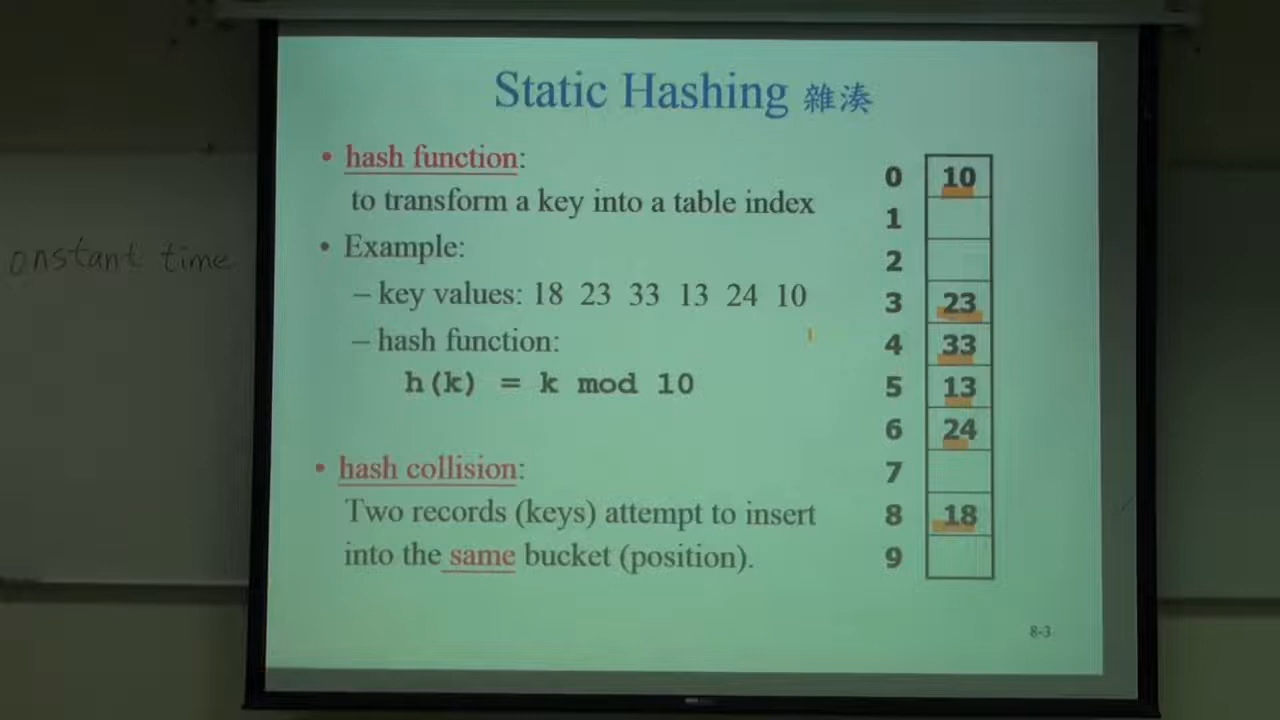 Static Hashing 雜湊
• hash function:
to transform a key into a table index
• Example:
– key values: 18 23 33 13 24 10
– hash function:
h(k) = k mod 10
• hash collision:
Two records (keys) attempt to insert
into the same bucket (position).
0 10
1
2
3 23
4 33
5 13
6 24
7
8 18
9
8-3
onstant time